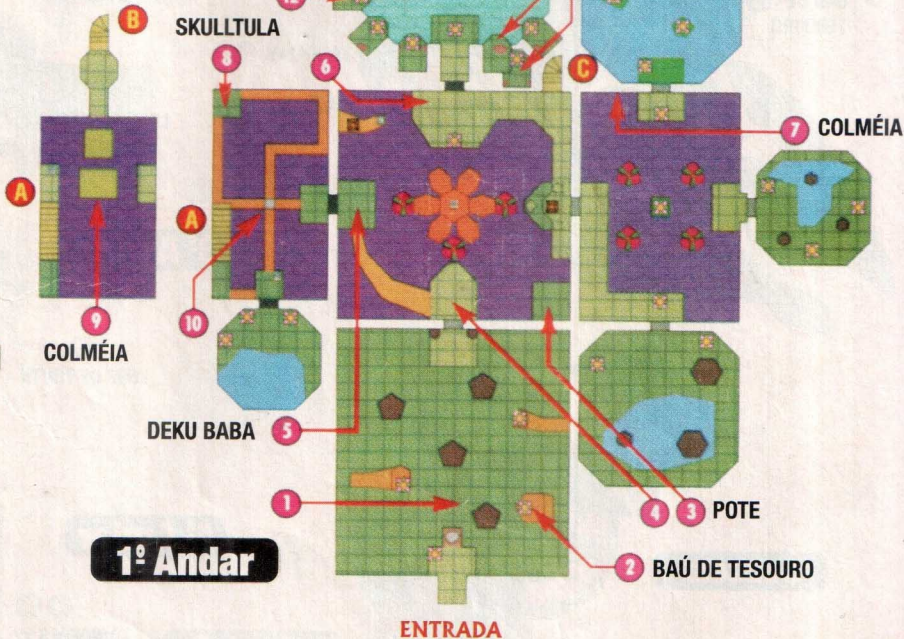 12
B
SKULLTULA
8
6
C
7 COLMÉIA
A
A
9
10
COLMÉIA
DEKU BABA 5
1
4 3 POTE
1º Andar
2 BAÚ DE TESOURO
ENTRADA